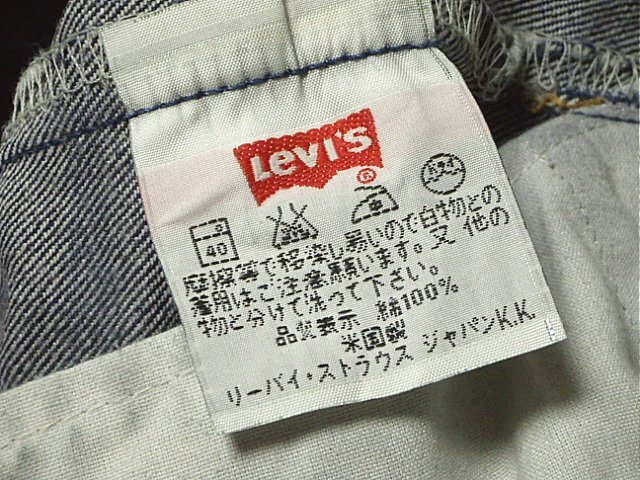 Levi's
®
40
摩擦等で移染し易いので白物との
着用はご注意願います。又他の
物と分けて洗って下さい。
品質表示 綿100%
米国製
リーバイ・ストラウス ジャパンK.K.